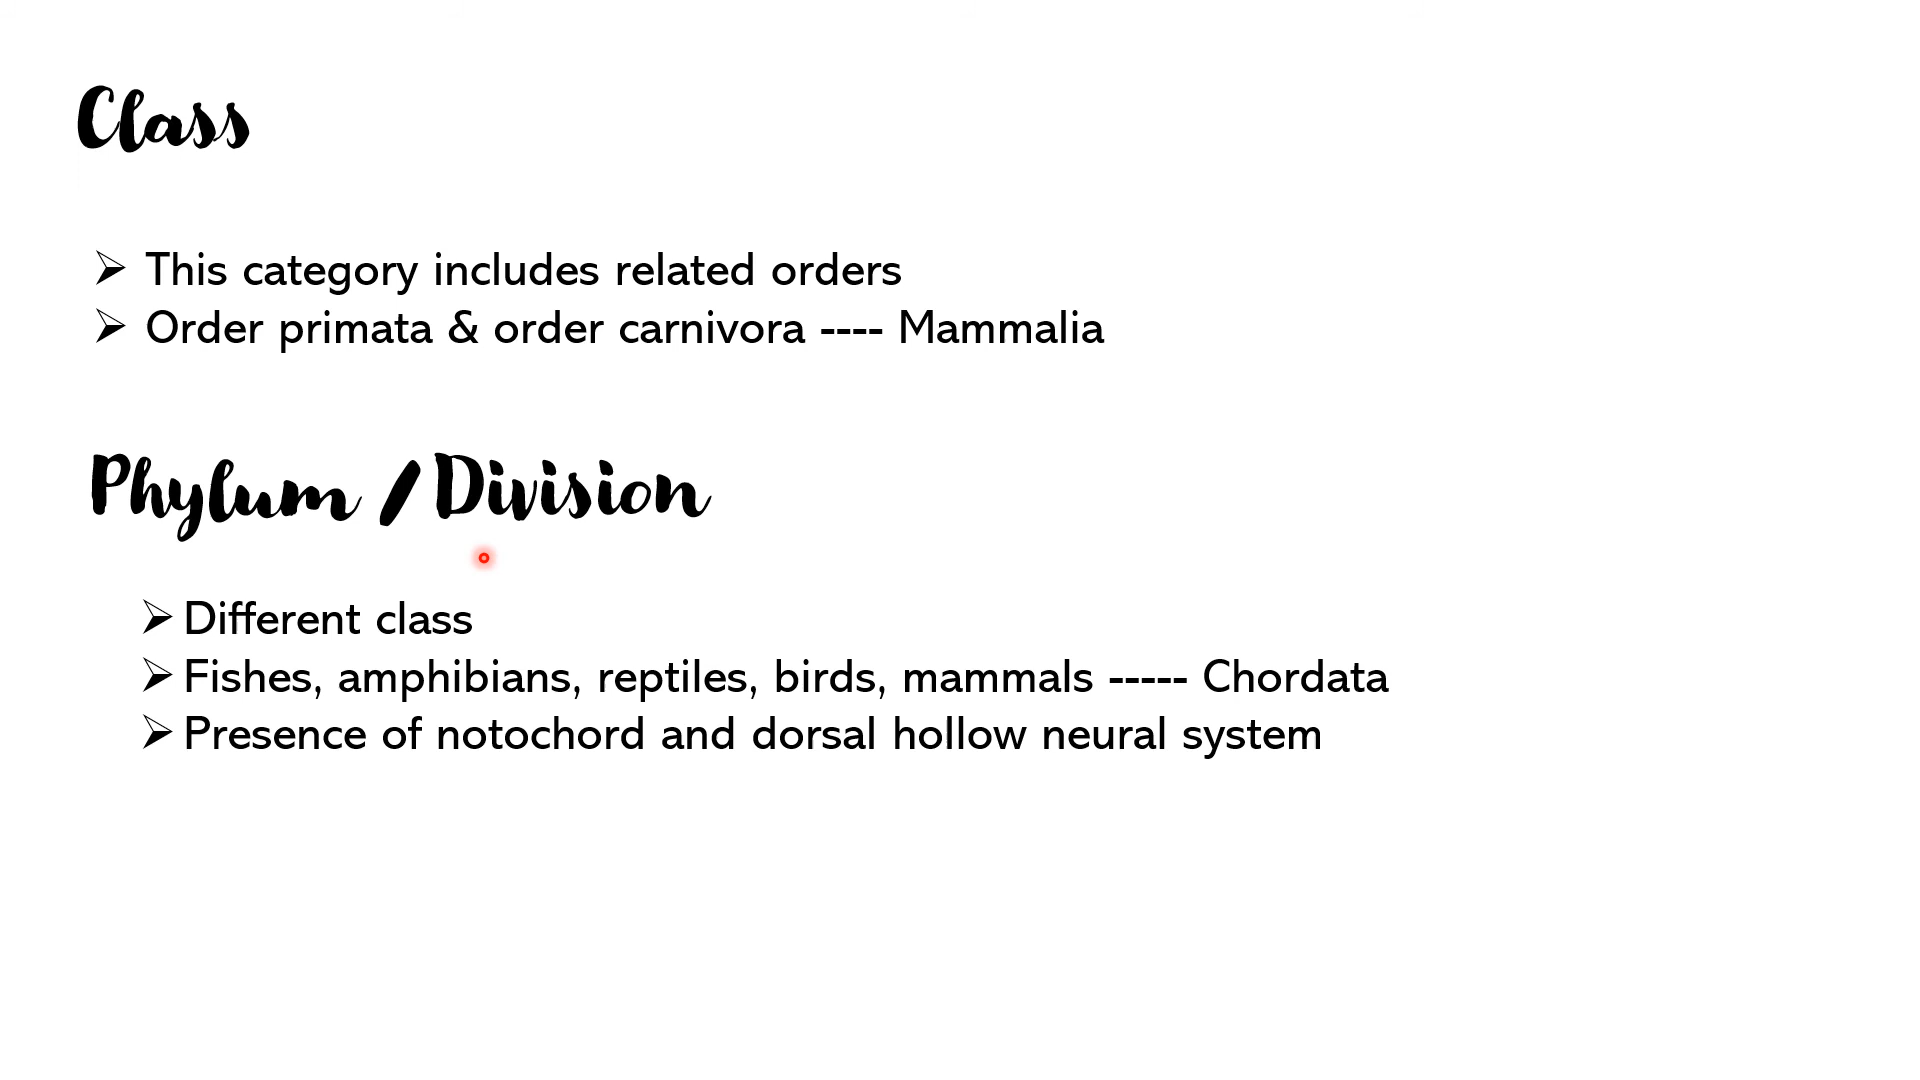 Class
➢ This category includes related orders
➢ Order primata & order carnivora ---- Mammalia
Phylum / Division
➢ Different class
➢ Fishes, amphibians, reptiles, birds, mammals ----- Chordata
➢ Presence of notochord and dorsal hollow neural system